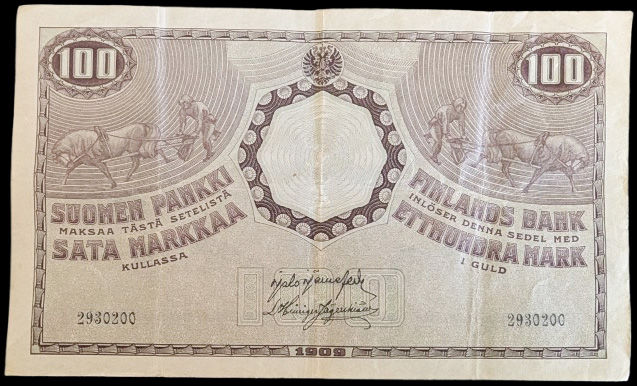 100
100
SUOMEN PANKKI
MAKSAA TÄSTÄ SETELISTÄ
SATA MARKKAA
KULLASSA
FINLANDS BANK
INLÖSER DENNA SEDEL MED
ETTHUNDRA MARK
I GULD
100
2930200
2930200
1909